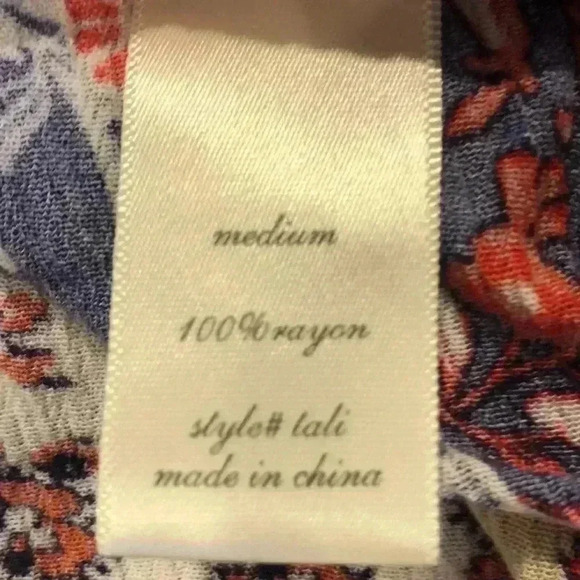 medium
100%rayon
style# tali
made in china